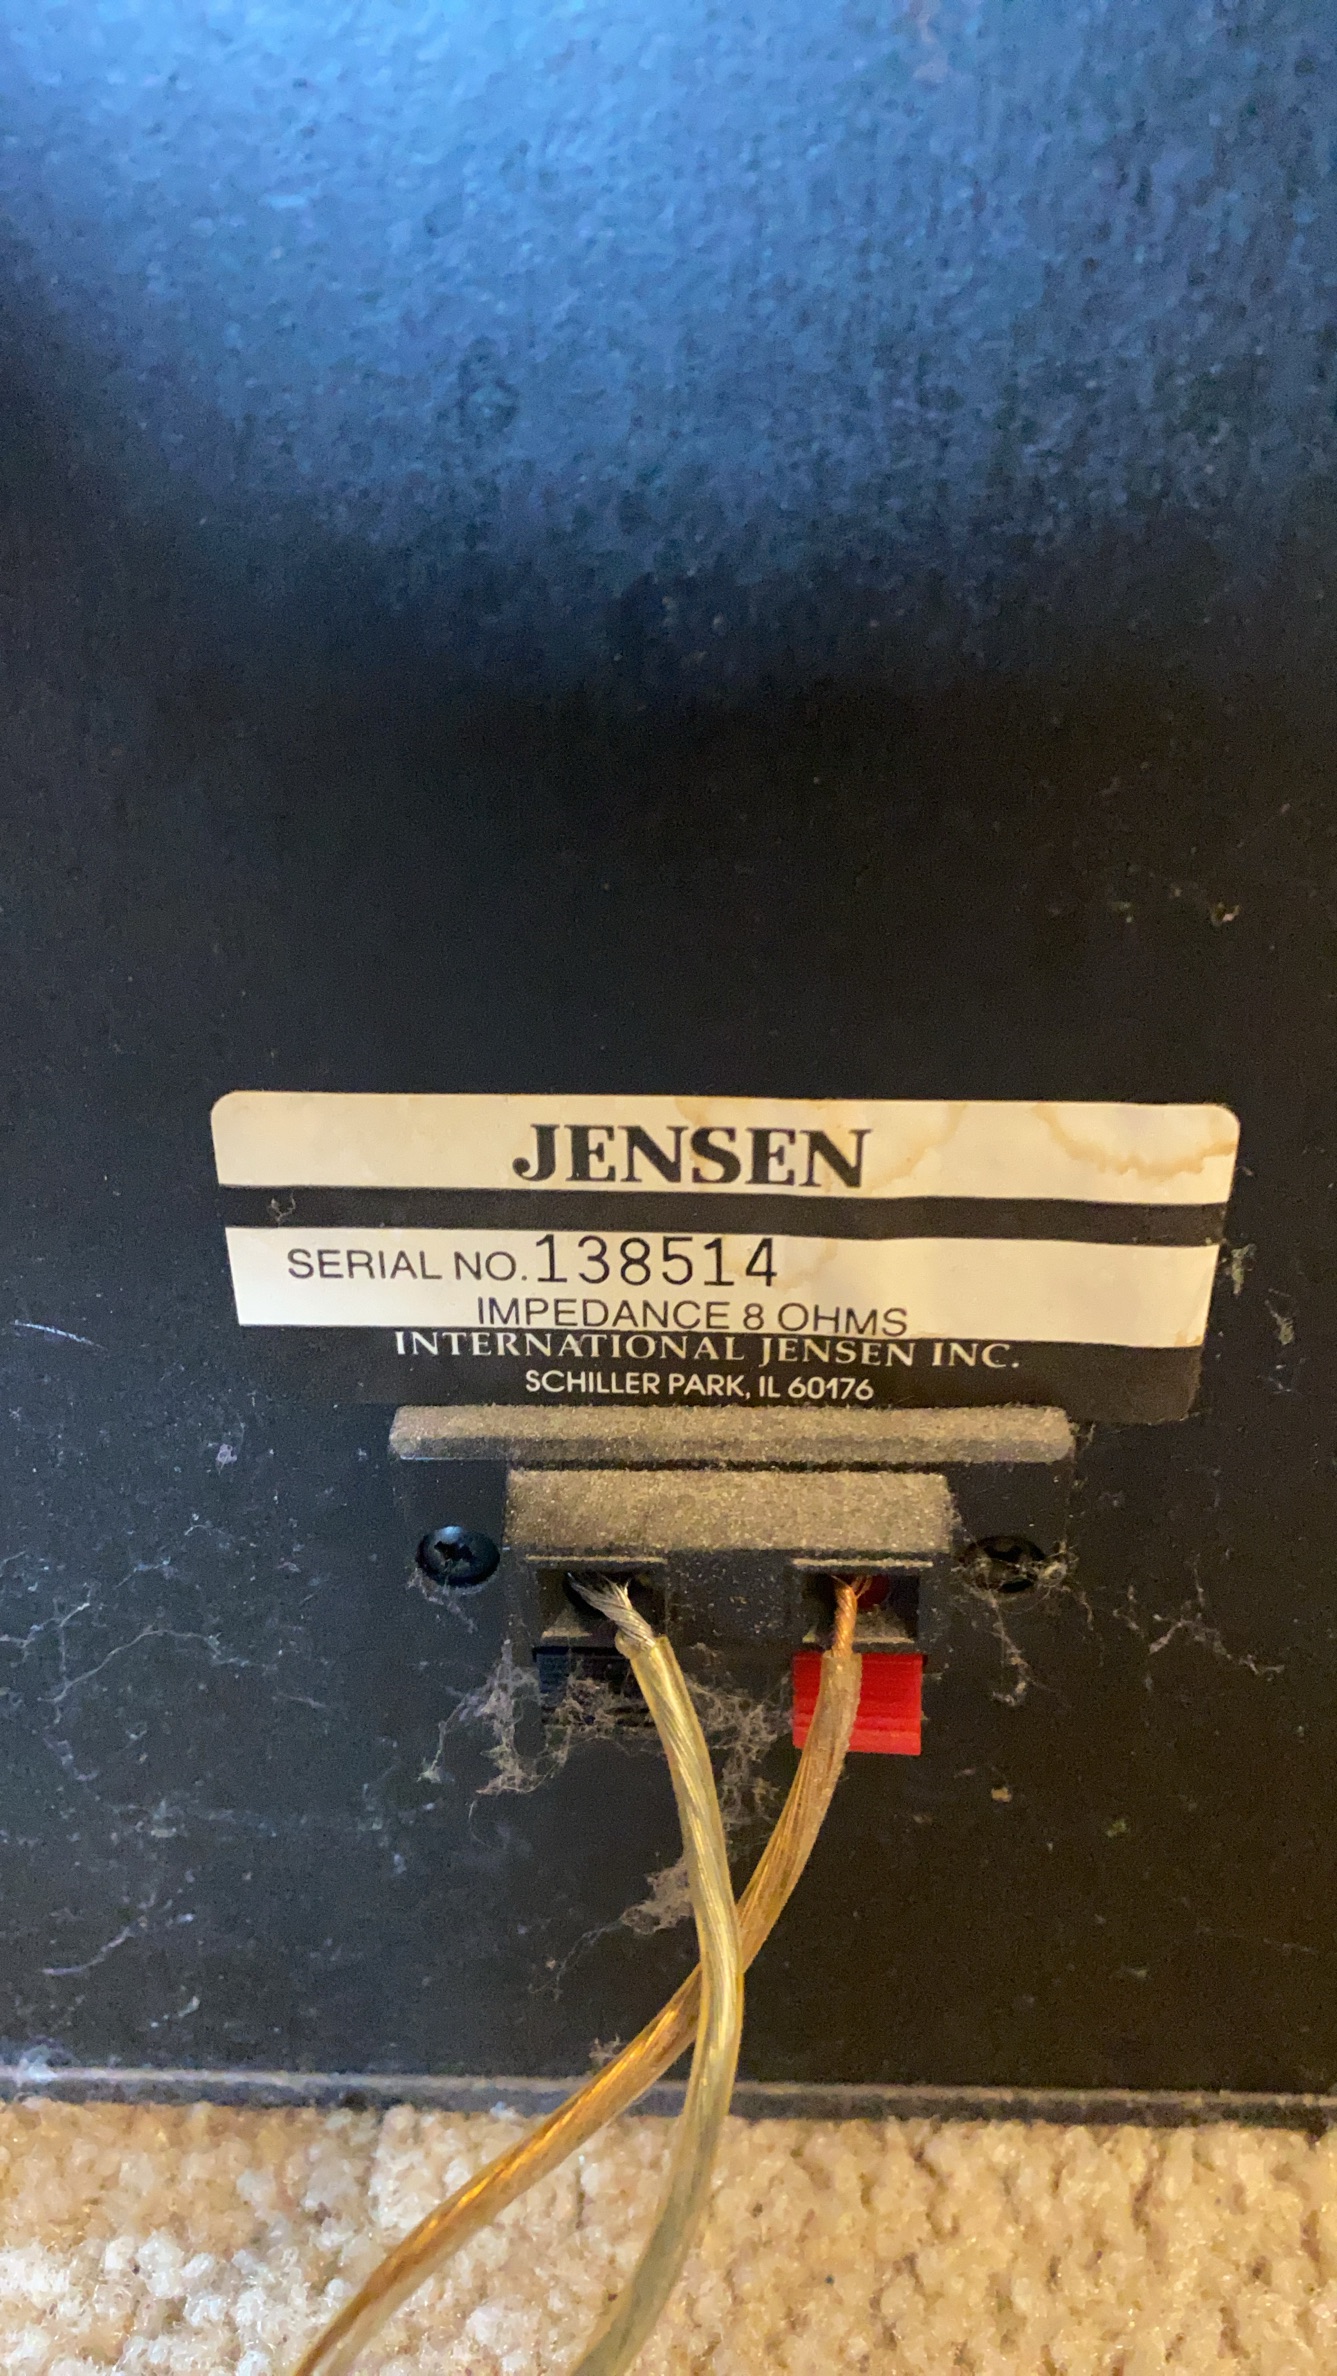 JENSEN
SERIAL NO. 138514
IMPEDANCE 8 OHMS
INTERNATIONAL JENSEN INC.
SCHILLER PARK, IL 60176